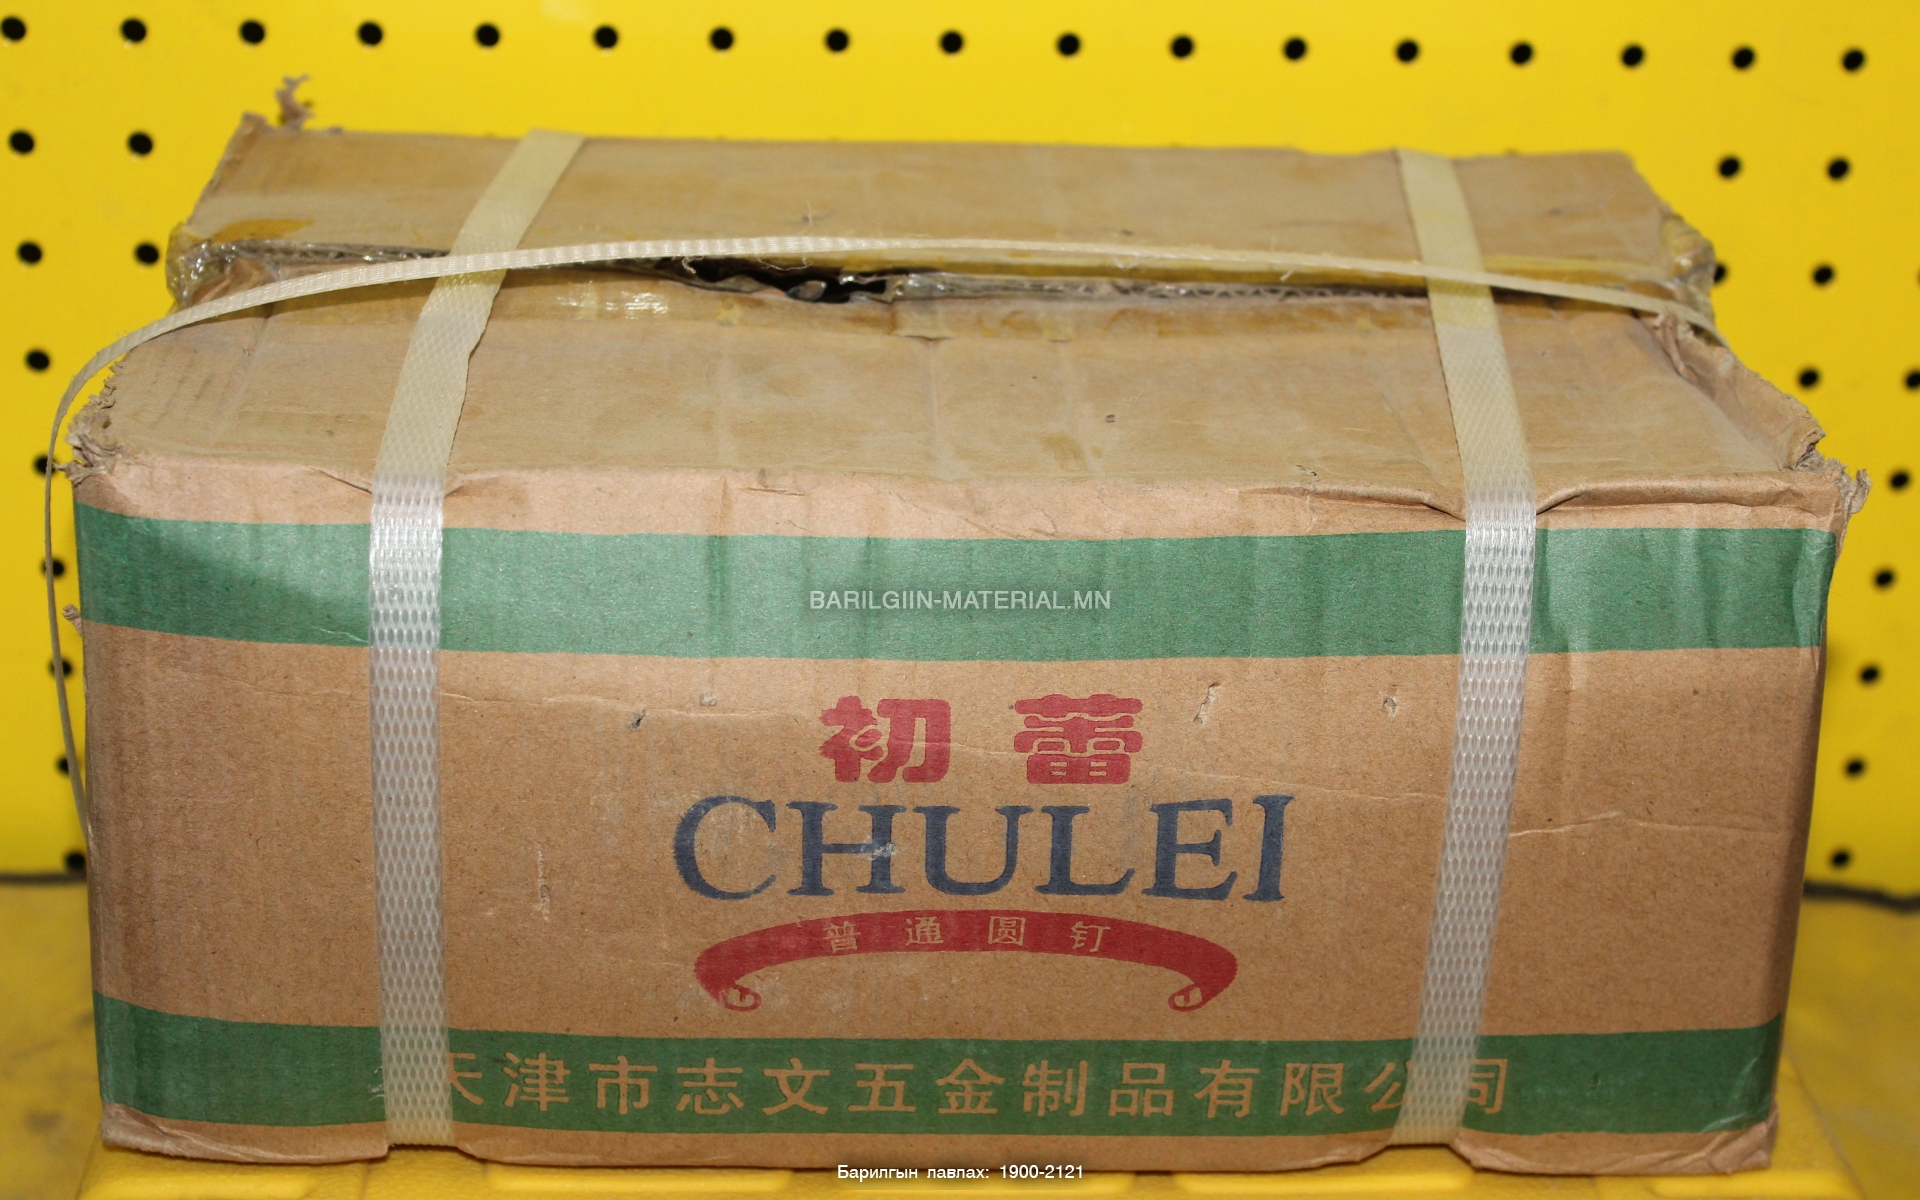 BARILGIIN-MATERIAL.MN
初蕾
CHULEI
普通圆钉
天津市志文五金制品有限公司
Барилгын лавлах: 1900-2121